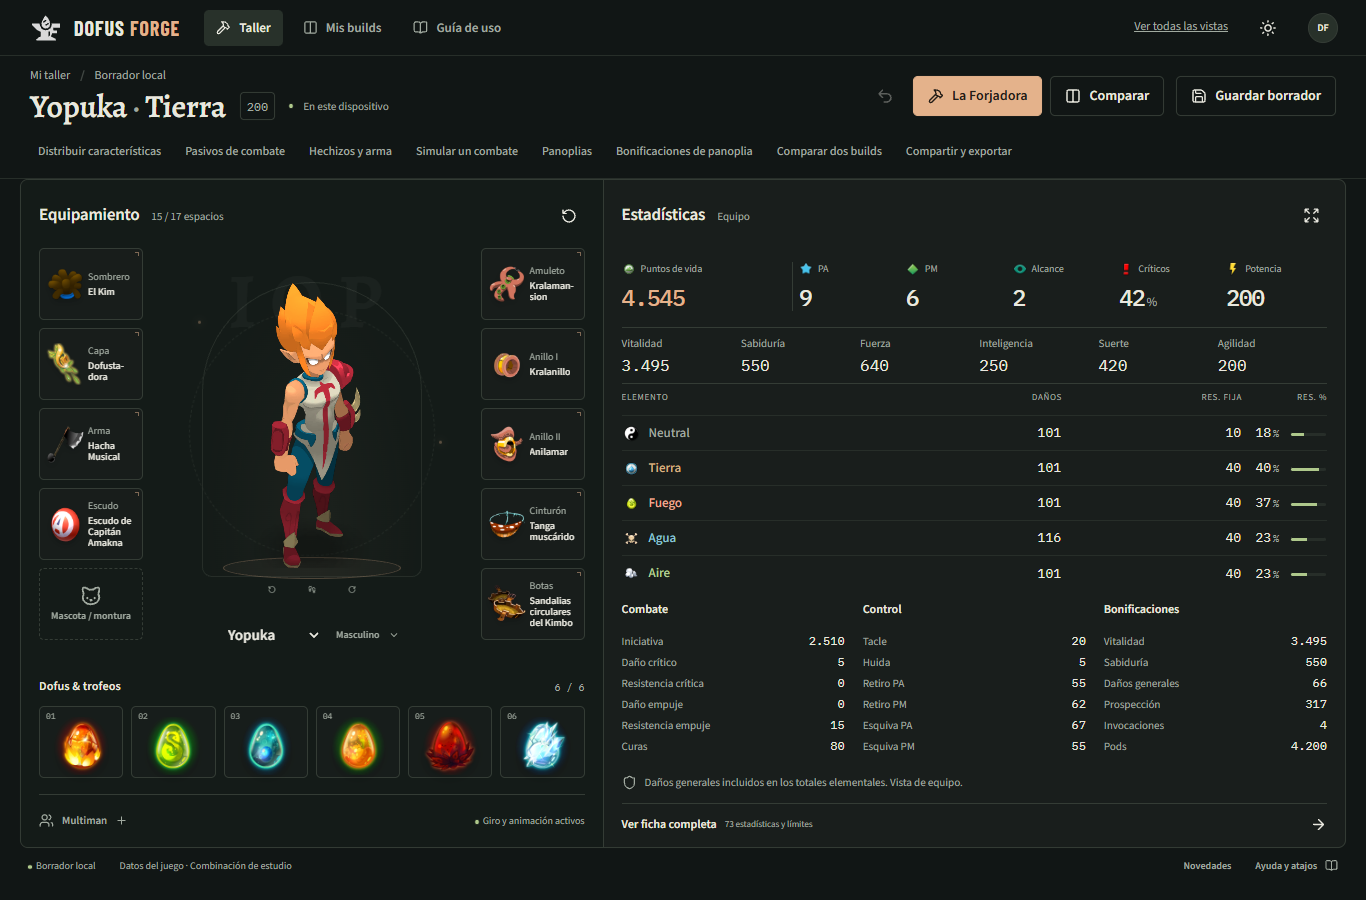 DOFUS FORGE
Taller
Mis builds
Guía de uso
Ver todas las vistas
DF
Mi taller / Borrador local
Yopuka · Tierra
200
• En este dispositivo
La Forjadora
Comparar
Guardar borrador
Distribuir características
Pasivos de combate
Hechizos y arma
Simular un combate
Panoplias
Bonificaciones de panoplia
Comparar dos builds
Compartir y exportar
Equipamiento
15 / 17 espacios
IOP
Sombrero
El Kim
Capa
Dofusta-
dora
Arma
Hacha
Musical
Escudo
Escudo de
Capitán
Amakna
Mascota / montura
Amuleto
Kralaman-
sion
Anillo I
Kralanillo
Anillo II
Anilamar
Cinturón
Tanga
muscárido
Botas
Sandalias
circulares
del Kimbo
Yopuka
Masculino
Dofus & trofeos
6 / 6
01
02
03
04
05
06
Multiman +
• Giro y animación activos
Estadísticas
Equipo
Puntos de vida
4.545
PA
9
PM
6
Alcance
2
Críticos
42%
Potencia
200
Vitalidad
3.495
Sabiduría
550
Fuerza
640
Inteligencia
250
Suerte
420
Agilidad
200
ELEMENTO DAÑOS RES. FIJA RES. %
Neutral 101 10 18%
Tierra 101 40 40%
Fuego 101 40 37%
Agua 116 40 23%
Aire 101 40 23%
Combate
Iniciativa 2.510
Daño crítico 5
Resistencia crítica 0
Daño empuje 0
Resistencia empuje 15
Curas 80
Control
Tacle 20
Huida 5
Retiro PA 55
Retiro PM 62
Esquiva PA 67
Esquiva PM 55
Bonificaciones
Vitalidad 3.495
Sabiduría 550
Daños generales 66
Prospección 317
Invocaciones 4
Pods 4.200
Daños generales incluidos en los totales elementales. Vista de equipo.
Ver ficha completa
73 estadísticas y límites
• Borrador local
Datos del juego · Combinación de estudio
Novedades
Ayuda y atajos